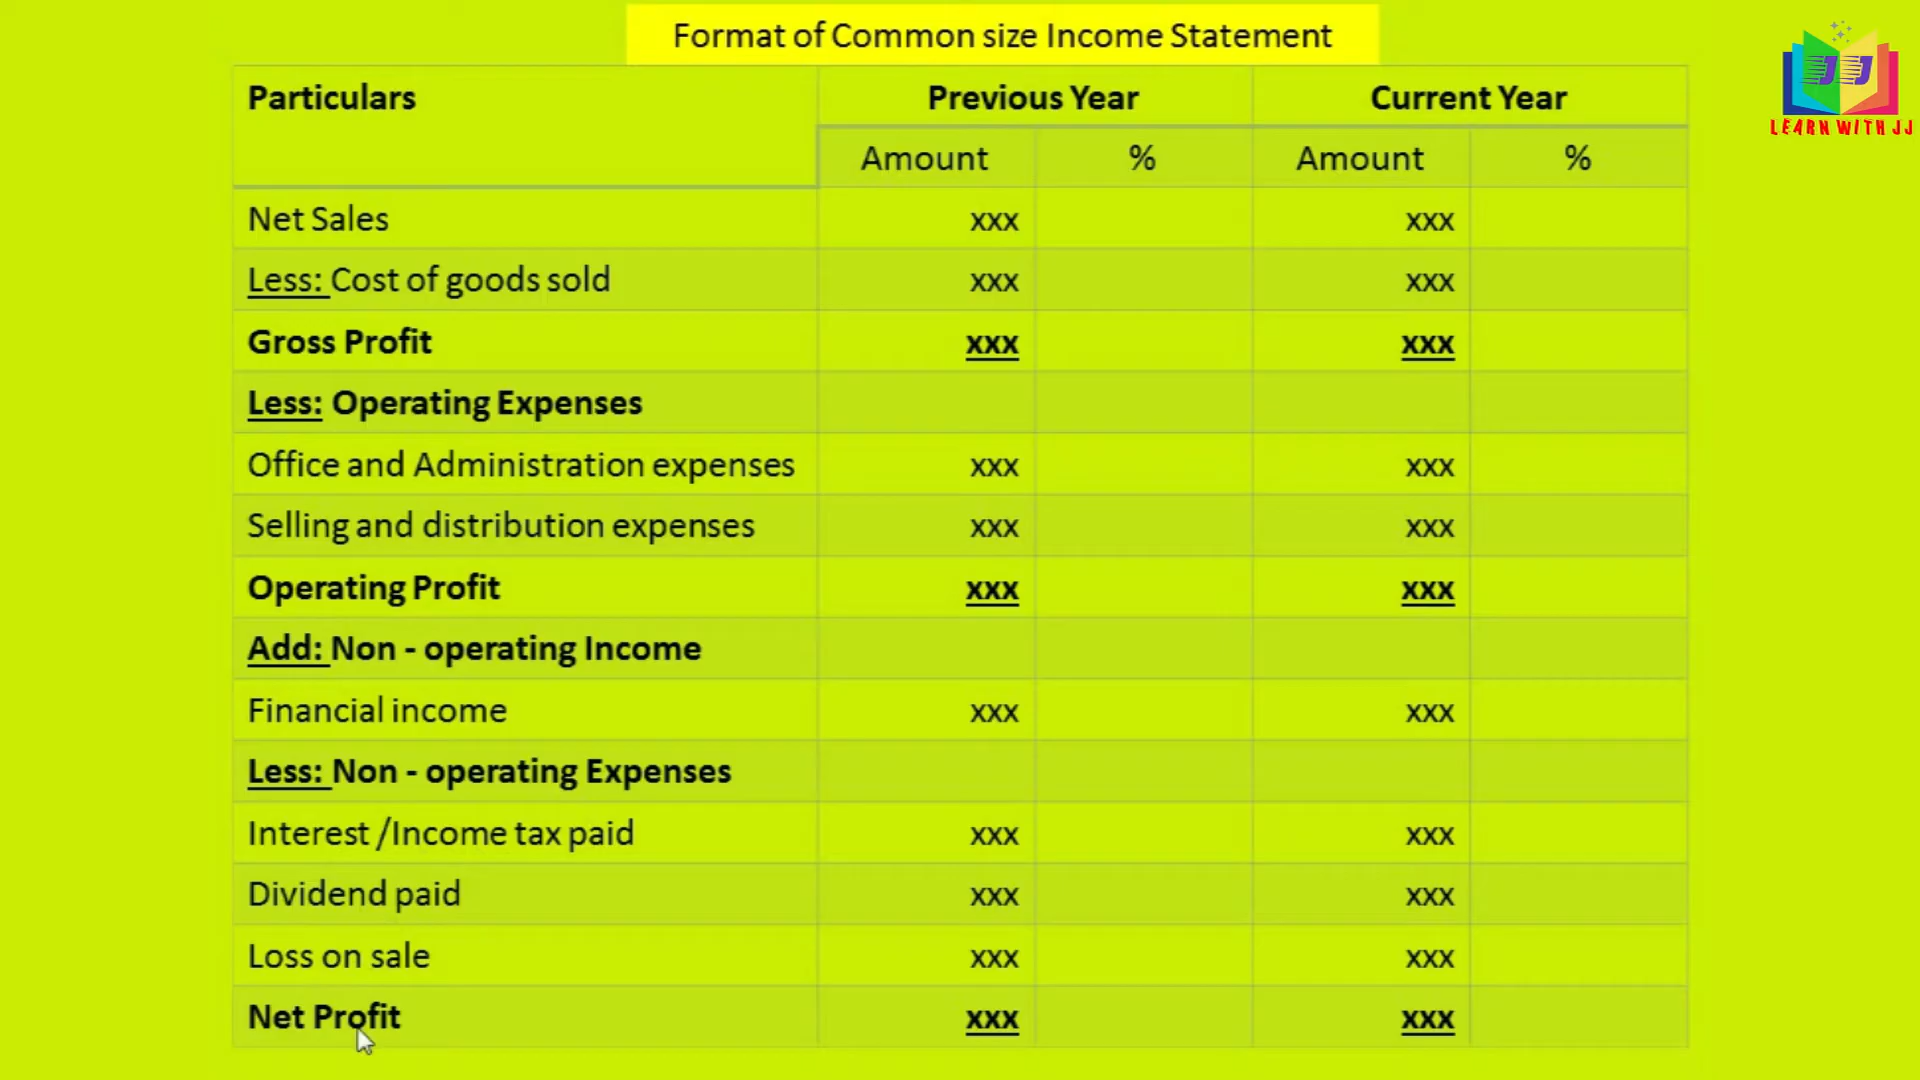 Format of Common size Income Statement
Particulars Previous Year Current Year
Amount % Amount %
Net Sales xxx xxx
Less: Cost of goods sold xxx xxx
Gross Profit xxx xxx
Less: Operating Expenses
Office and Administration expenses xxx xxx
Selling and distribution expenses xxx xxx
Operating Profit xxx xxx
Add: Non - operating Income
Financial income xxx xxx
Less: Non - operating Expenses
Interest /Income tax paid xxx xxx
Dividend paid xxx xxx
Loss on sale xxx xxx
Net Profit xxx xxx
JJ
LEARN WITH JJ